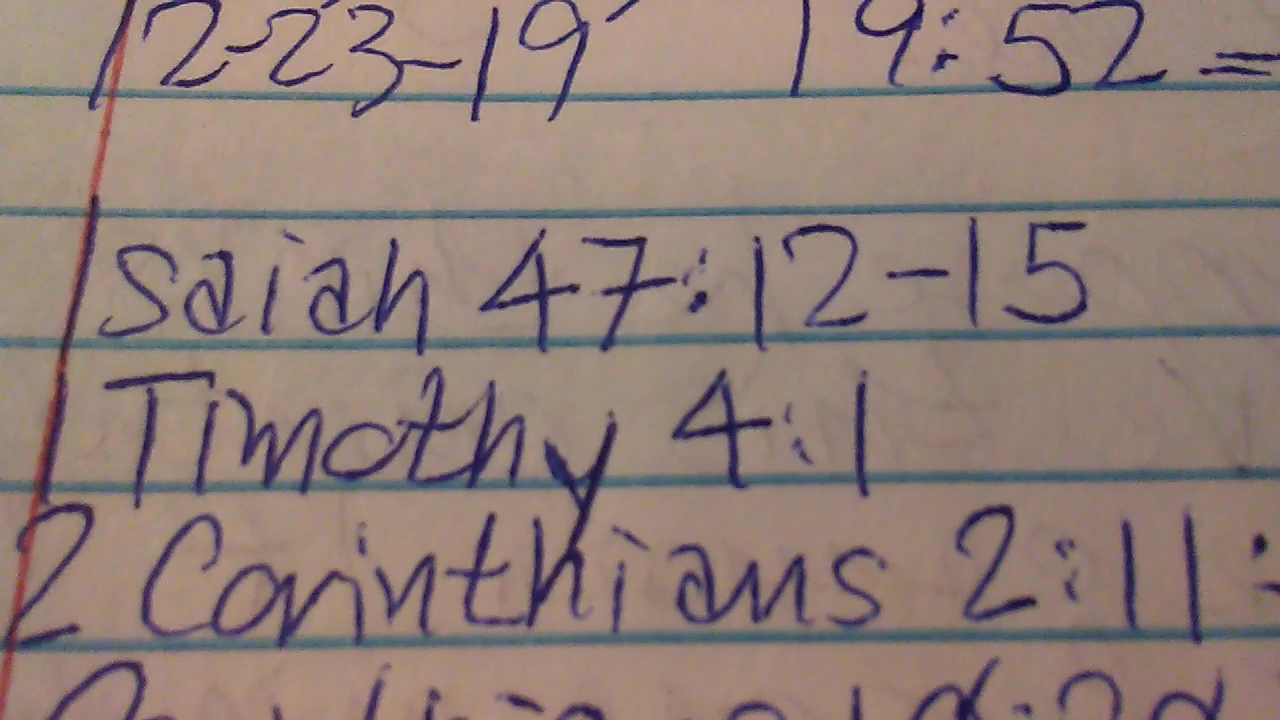 12-23-19 19:52 =
Isaiah 47:12-15
1 Timothy 4:1
2 Corinthians 2:11